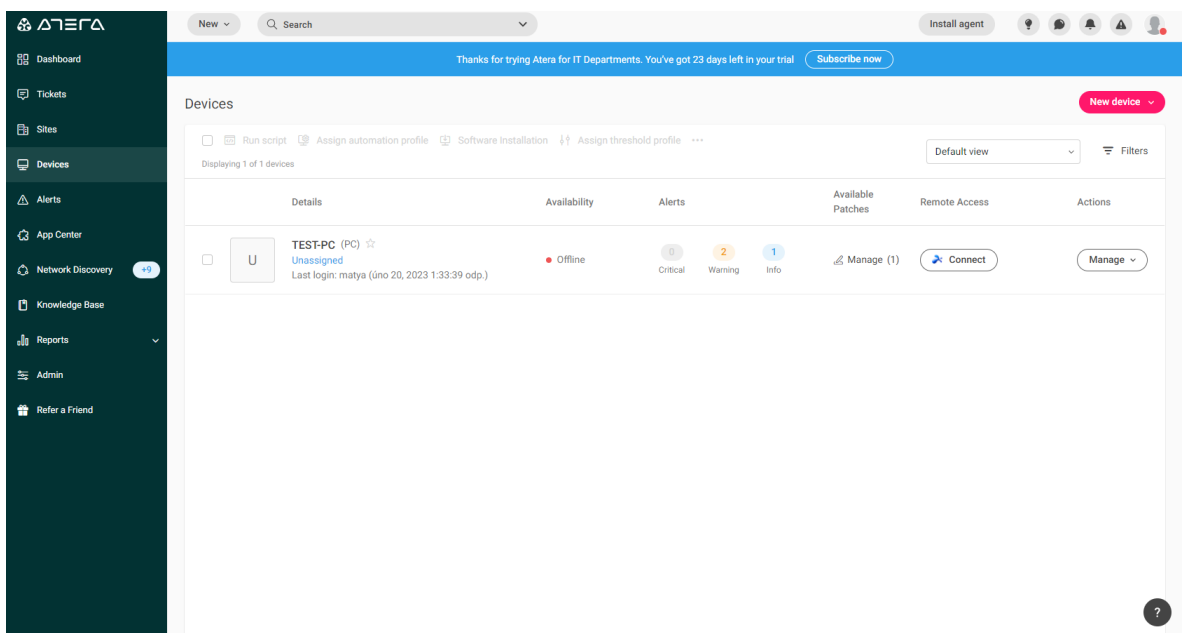 ATERA
New
Search
Install agent
Dashboard
Thanks for trying Atera for IT Departments. You've got 23 days left in your trial
Subscribe now
Tickets
Devices
New device
Sites
Run script
Assign automation profile
Software Installation
Assign threshold profile
Default view
Filters
Displaying 1 of 1 devices
Devices
Alerts
Details
Availability
Alerts
Available
Patches
Remote Access
Actions
App Center
U
TEST-PC (PC)
Unassigned
Last login: matya (úno 20, 2023 1:33:39 odp.)
Offline
0
Critical
2
Warning
1
Info
Manage (1)
Connect
Manage
Network Discovery
+9
Knowledge Base
Reports
Admin
Refer a Friend
?